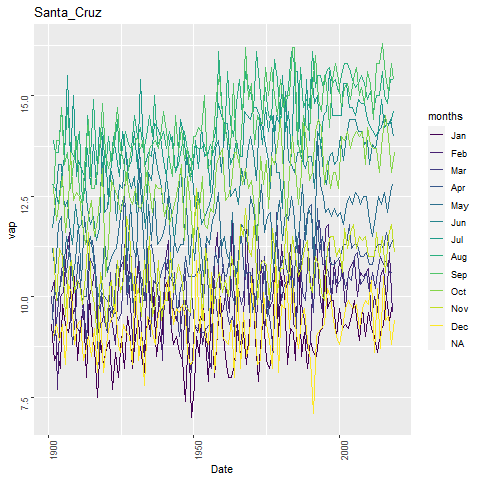 Santa_Cruz
vap
15.0
12.5
10.0
7.5
1900
1950
2000
Date
months
Jan
Feb
Mar
Apr
May
Jun
Jul
Aug
Sep
Oct
Nov
Dec
NA